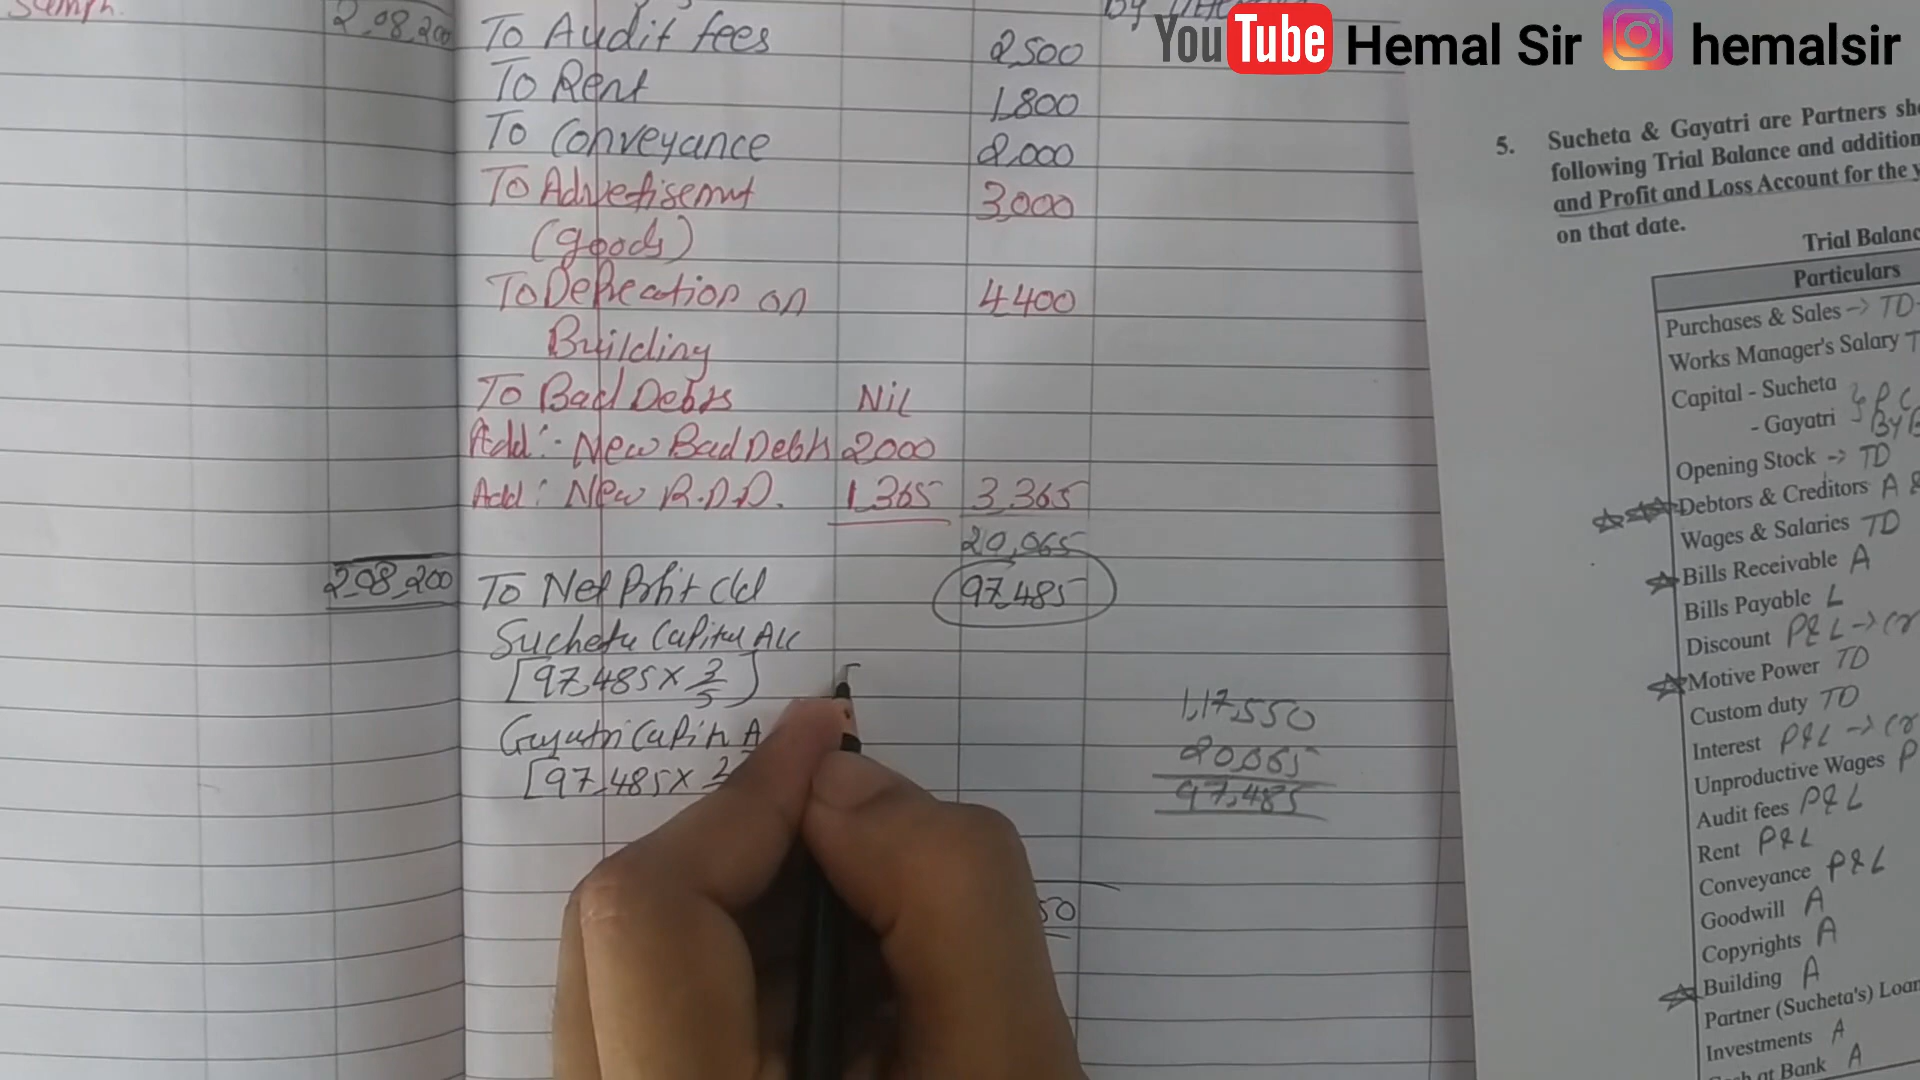 YouTube Hemal Sir hemalsir
2,08,200
To Audit fees 2,500
To Rent 1,800
To Conveyance
To Advetisemnt 3,000
(goods)
To Depreciation on 4,400
Building
To Bad Debts Nil
Add:- New Bad Debts 2000
Add: New R.D.D. 1,365 3,365
20,065
2,08,200 To Net Profit c/d 97,485
Sucheta Capital A/c
[97,485 ×
Gayatri Capital A
[97,485 ×
50
1,17,550
20,065
97,485
5. Sucheta & Gayatri are Partners sh
following Trial Balance and addition
and Profit and Loss Account for the y
on that date.
Trial Balanc
Particulars
Purchases & Sales -> TD
Works Manager's Salary T
Capital - Sucheta
- Gayatri
Opening Stock -> TD
Debtors & Creditors A &
Wages & Salaries TD
Bills Receivable A
Bills Payable L
Discount P&L -> Cr
Motive Power TD
Custom duty TD
Interest P&L -> Cr
Unproductive Wages P
Audit fees P&L
Rent P&L
Conveyance P&L
Goodwill A
Copyrights A
Building A
Partner (Sucheta's) Loan
Investments A
at Bank A